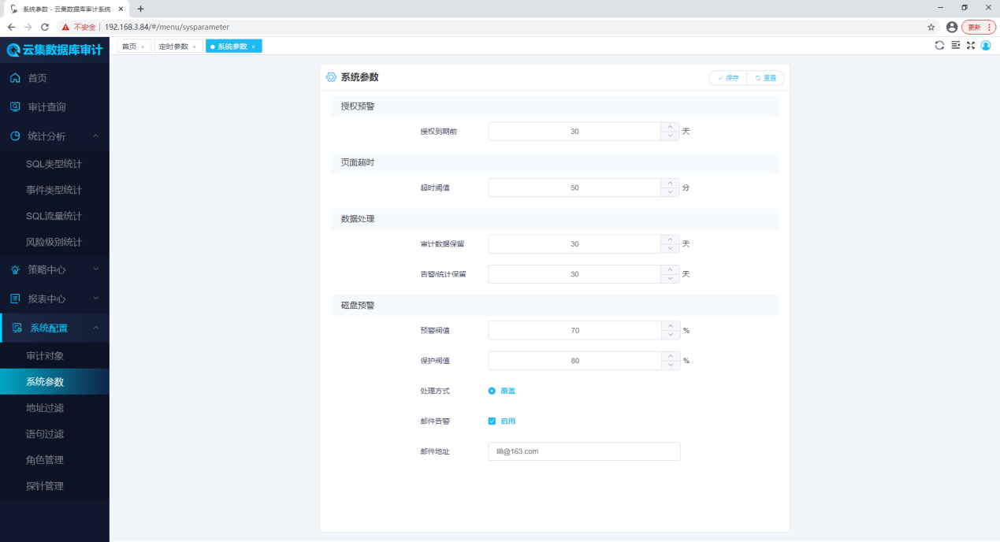 系统参数 - 云集数据库审计系统
不安全 192.168.3.84/#/menu/sysparameter 更新
云集数据库审计
首页
定时参数
系统参数
首页
审计查询
统计分析
SQL类型统计
事件类型统计
SQL流量统计
风险级别统计
策略中心
报表中心
系统配置
审计对象
系统参数
地址过滤
语句过滤
角色管理
探针管理
系统参数
保存 重置
授权预警
授权到期前 30 天
页面超时
超时阈值 50 分
数据处理
审计数据保留 30 天
告警/统计保留 30 天
磁盘预警
预警阀值 70 %
保护阀值 80 %
处理方式 覆盖
邮件告警 启用
邮件地址 llll@163.com